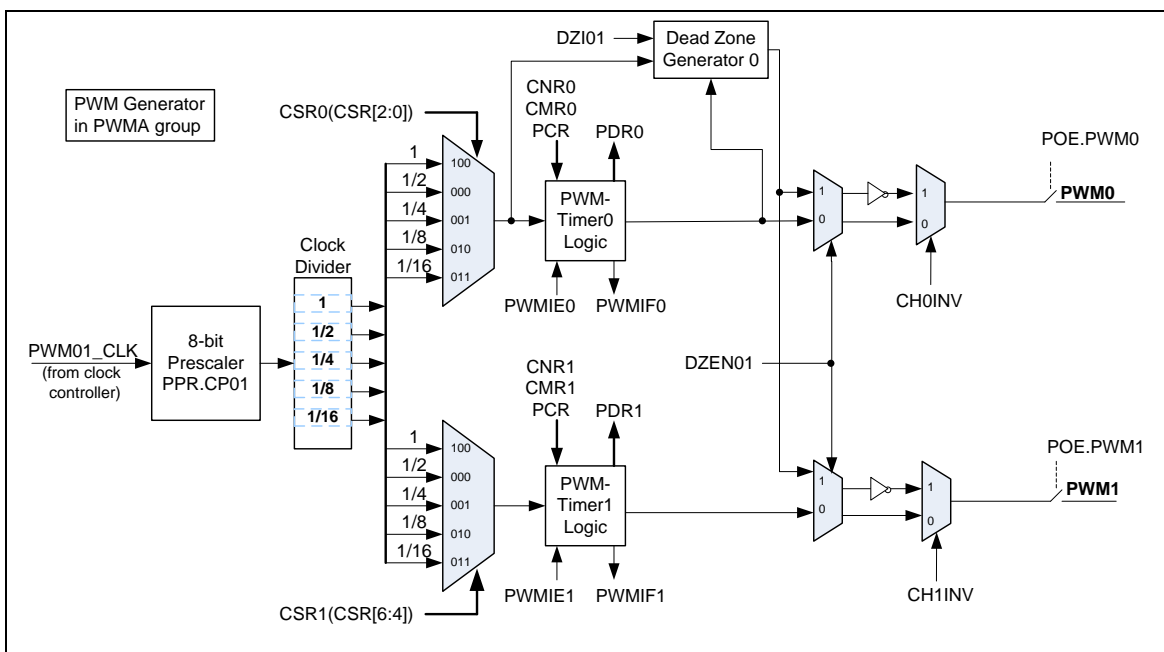 DZI01
Dead Zone
Generator 0
PWM Generator
in PWMA group
CSR0(CSR[2:0])
CNR0
CMR0
PCR
PDR0
POE.PWM0
1
1/2
1/4
1/8
1/16
100
000
001
010
011
PWM-
Timer0
Logic
1
0
1
0
PWM0
PWMIE0
PWMIF0
CH0INV
Clock
Divider
1
1/2
1/4
1/8
1/16
PWM01_CLK
(from clock
controller)
8-bit
Prescaler
PPR.CP01
DZEN01
CNR1
CMR1
PCR
PDR1
POE.PWM1
1
1/2
1/4
1/8
1/16
100
000
001
010
011
PWM-
Timer1
Logic
1
0
1
0
PWM1
PWMIE1
PWMIF1
CH1INV
CSR1(CSR[6:4])